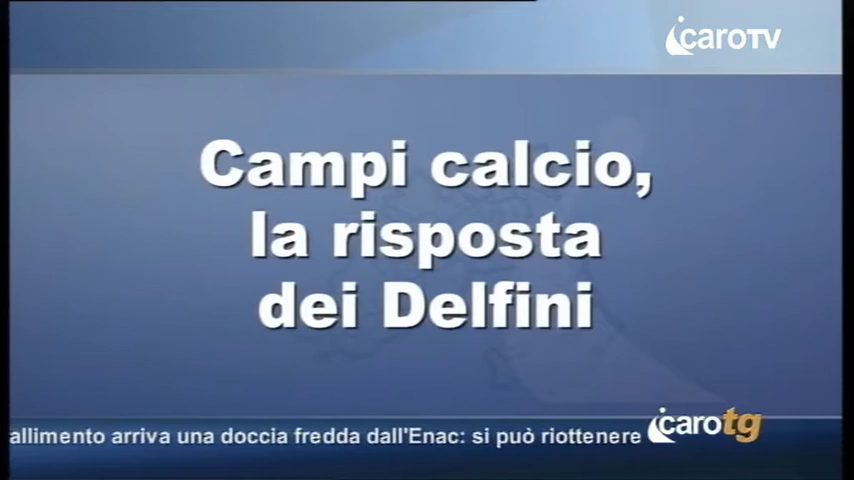 icaroTV
Campi calcio,
la risposta
dei Delfini
allimento arriva una doccia fredda dall'Enac: si può riottenere
icarotg